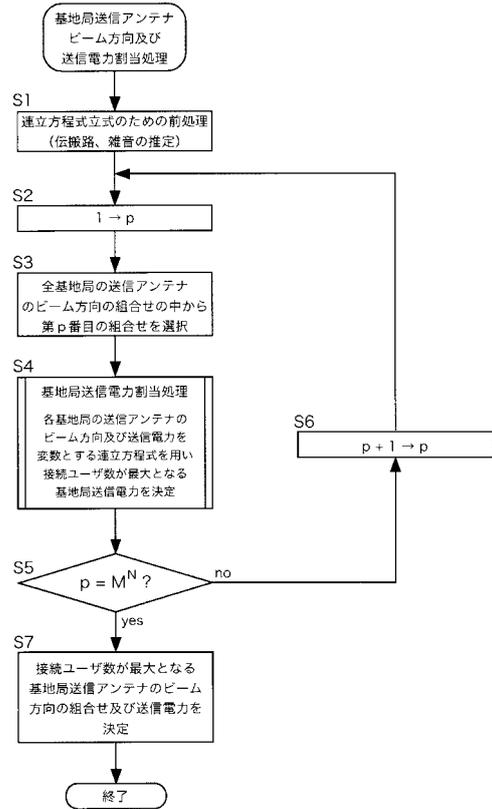 基地局送信アンテナ
ビーム方向及び
送信電力割当処理
S1
連立方程式立式のための前処理
（伝搬路、雑音の推定）
S2
1 → p
S3
全基地局の送信アンテナ
のビーム方向の組合せの中から
第p番目の組合せを選択
S4
基地局送信電力割当処理
各基地局の送信アンテナの
ビーム方向及び送信電力を
変数とする連立方程式を用い
接続ユーザ数が最大となる
基地局送信電力を決定
S6
p + 1 → p
S5
p = M^N ?
no
yes
S7
接続ユーザ数が最大となる
基地局送信アンテナのビーム
方向の組合せ及び送信電力を
決定
終了